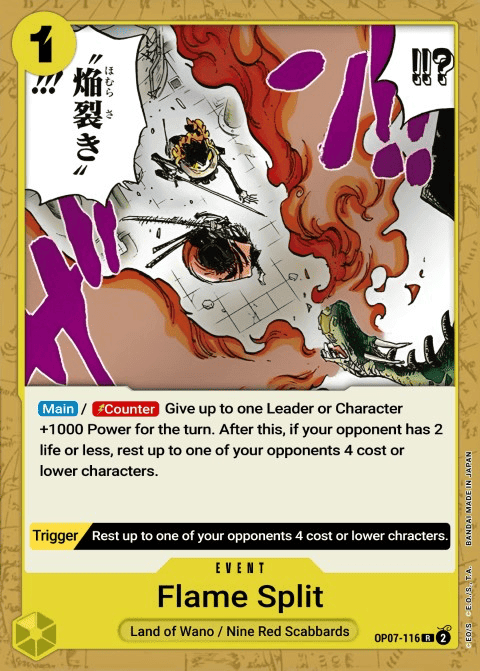 1
"焔裂き"
ほむら さ
!!!
!!?
Main / Counter Give up to one Leader or Character
+1000 Power for the turn. After this, if your opponent has 2
life or less, rest up to one of your opponents 4 cost or
lower characters.
Trigger Rest up to one of your opponents 4 cost or lower chracters.
EVENT
Flame Split
Land of Wano / Nine Red Scabbards
OP07-116 R 2
©E.O./S. ©E.O./S., T.A. BANDAI MADE IN JAPAN